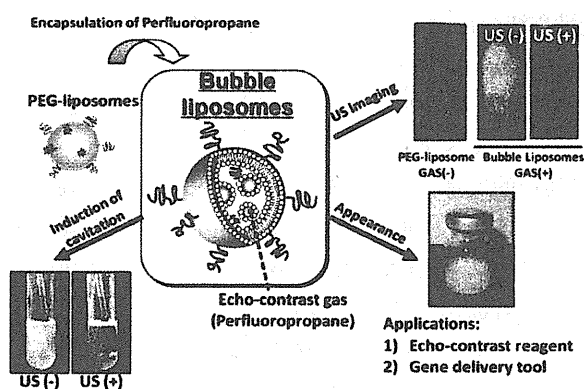 Encapsulation of Perfluoropropane
PEG-liposomes
Bubble
liposomes
US imaging
US (-) US (+)
PEG-liposome
GAS(-)
Bubble Liposomes
GAS(+)
Induction of
cavitation
Appearance
Echo-contrast gas
(Perfluoropropane)
US (-) US (+)
Applications:
1) Echo-contrast reagent
2) Gene delivery tool